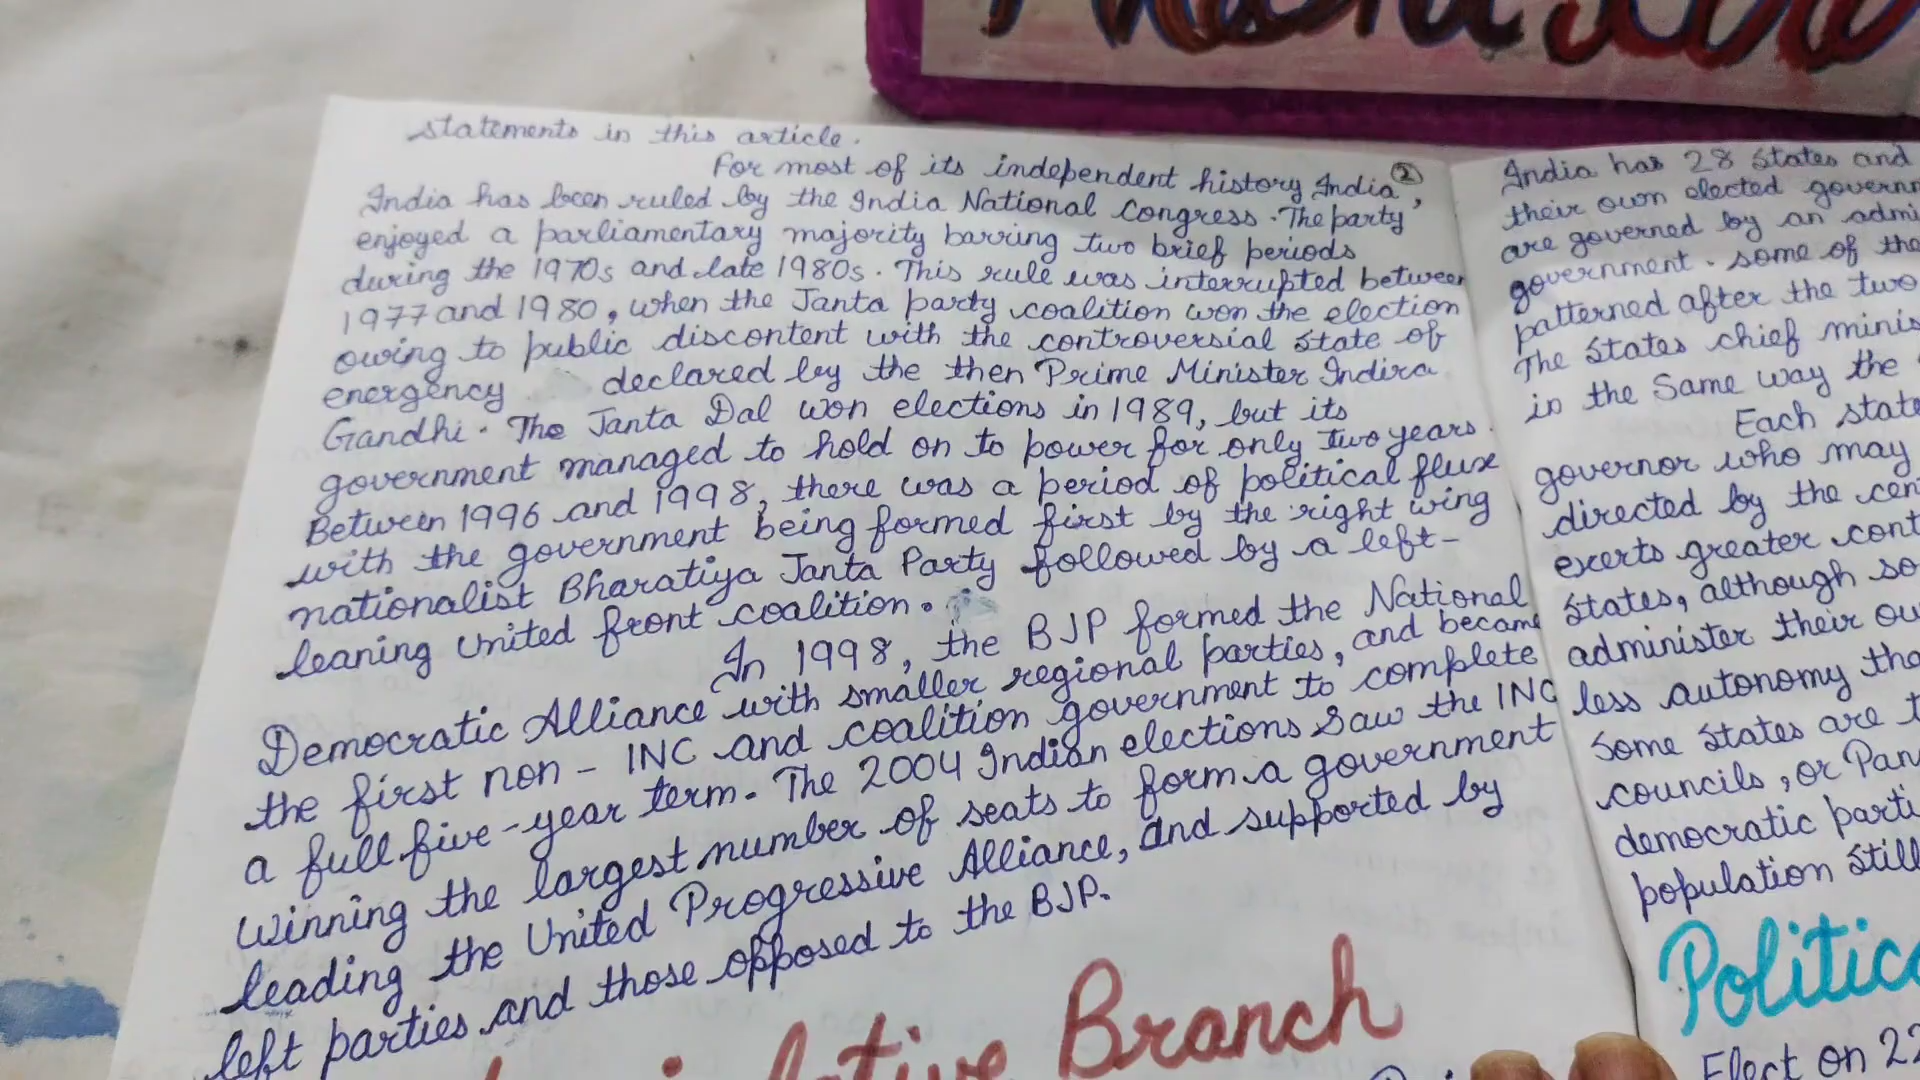 statements in this article.
For most of its independent history India, ②
India has been ruled by the India National Congress. The party
enjoyed a parliamentary majority barring two brief periods
during the 1970s and late 1980s. This rule was interrupted between
1977 and 1980, when the Janta party coalition won the election
owing to public discontent with the controversial state of
energency declared by the then Prime Minister Indira
Gandhi. The Janta Dal won elections in 1989, but its
government managed to hold on to power for only two years.
Between 1996 and 1998, there was a period of political flux
with the government being formed first by the right wing
nationalist Bharatiya Janta Party followed by a left-
leaning United front coalition.
In 1998, the BJP formed the National
Democratic Alliance with smaller regional parties, and became
the first non - INC and coalition government to complete
a full five-year term. The 2004 Indian elections saw the INC
winning the largest number of seats to form a government
leading the United Progressive Alliance, and supported by
left parties and those opposed to the BJP.
Branch
India has 28 States and
their own elected
are governed by an
government. some of the
patterned after the two
The States chief
in the Same way the
Each state
governor who may
directed by the
exerts greater
States, although so
administer their
less autonomy
Some States are
councils, or
democratic
population still
Elect on 22